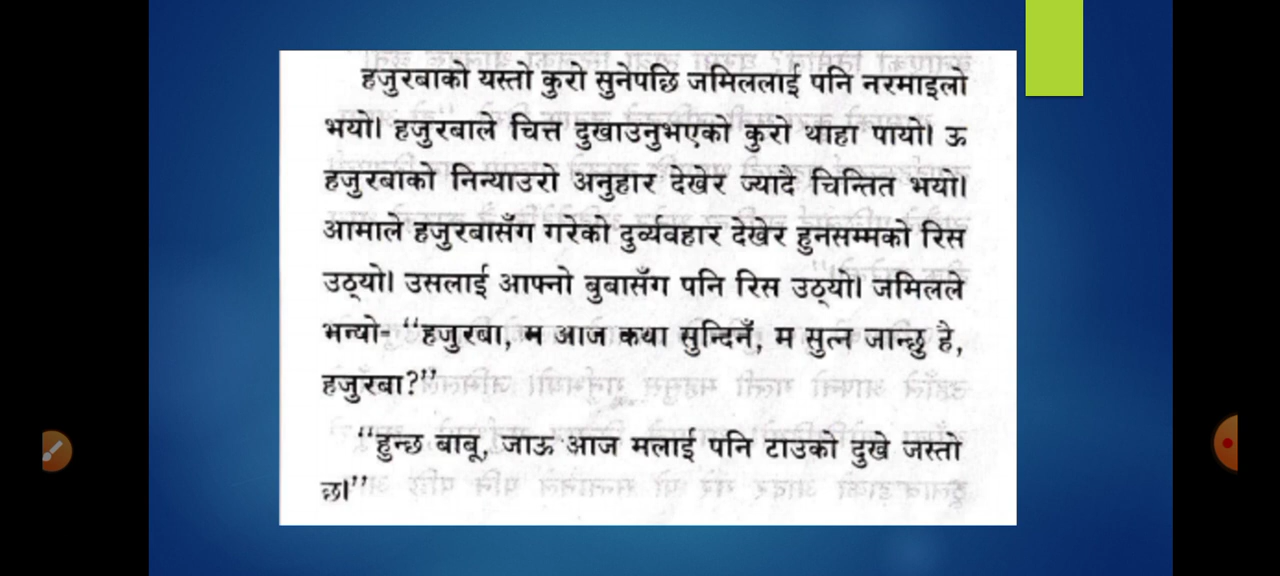 हजुरबाको यस्तो कुरो सुनेपछि जमिललाई पनि नरमाइलो
भयो। हजुरबाले चित्त दुखाउनुभएको कुरो थाहा पायो। ऊ
हजुरबाको निन्याउरो अनुहार देखेर ज्यादै चिन्तित भयो।
आमाले हजुरबासँग गरेको दुर्व्यवहार देखेर हुनसम्मको रिस
उठ्यो। उसलाई आफ्नो बुबासँग पनि रिस उठ्यो। जमिलले
भन्यो- “हजुरबा, म आज कथा सुन्दिनँ, म सुत्न जान्छु है,
हजुरबा?”
“हुन्छ बाबू, जाऊ आज मलाई पनि टाउको दुखे जस्तो
छ।”